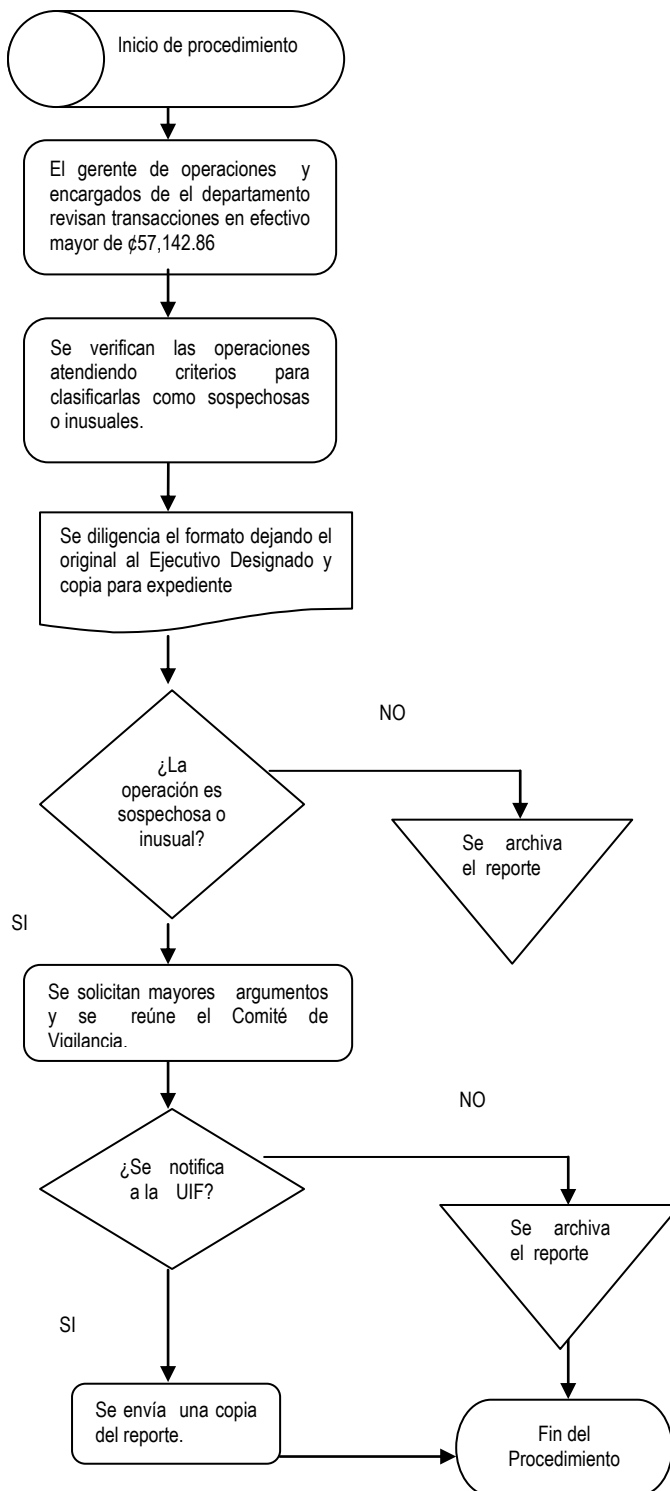 Inicio de procedimiento
El gerente de operaciones y
encargados de el departamento
revisan transacciones en efectivo
mayor de ¢57,142.86
Se verifican las operaciones
atendiendo criterios para
clasificarlas como sospechosas
o inusuales.
Se diligencia el formato dejando el
original al Ejecutivo Designado y
copia para expediente
¿La
operación es
sospechosa o
inusual?
NO
Se archiva
el reporte
SI
Se solicitan mayores argumentos
y se reúne el Comité de
Vigilancia.
¿Se notifica
a la UIF?
NO
Se archiva
el reporte
SI
Se envía una copia
del reporte.
Fin del
Procedimiento